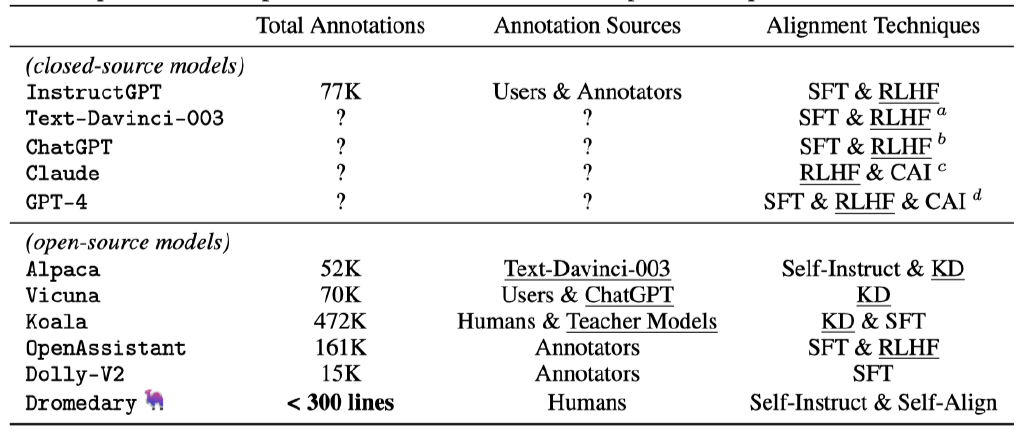 Total Annotations Annotation Sources Alignment Techniques
(closed-source models)
InstructGPT 77K Users & Annotators SFT & RLHF
Text-Davinci-003 ? ? SFT & RLHF a
ChatGPT ? ? SFT & RLHF b
Claude ? ? RLHF & CAI c
GPT-4 ? ? SFT & RLHF & CAI d
(open-source models)
Alpaca 52K Text-Davinci-003 Self-Instruct & KD
Vicuna 70K Users & ChatGPT KD
Koala 472K Humans & Teacher Models KD & SFT
OpenAssistant 161K Annotators SFT & RLHF
Dolly-V2 15K Annotators SFT
Dromedary 🐪 < 300 lines Humans Self-Instruct & Self-Align